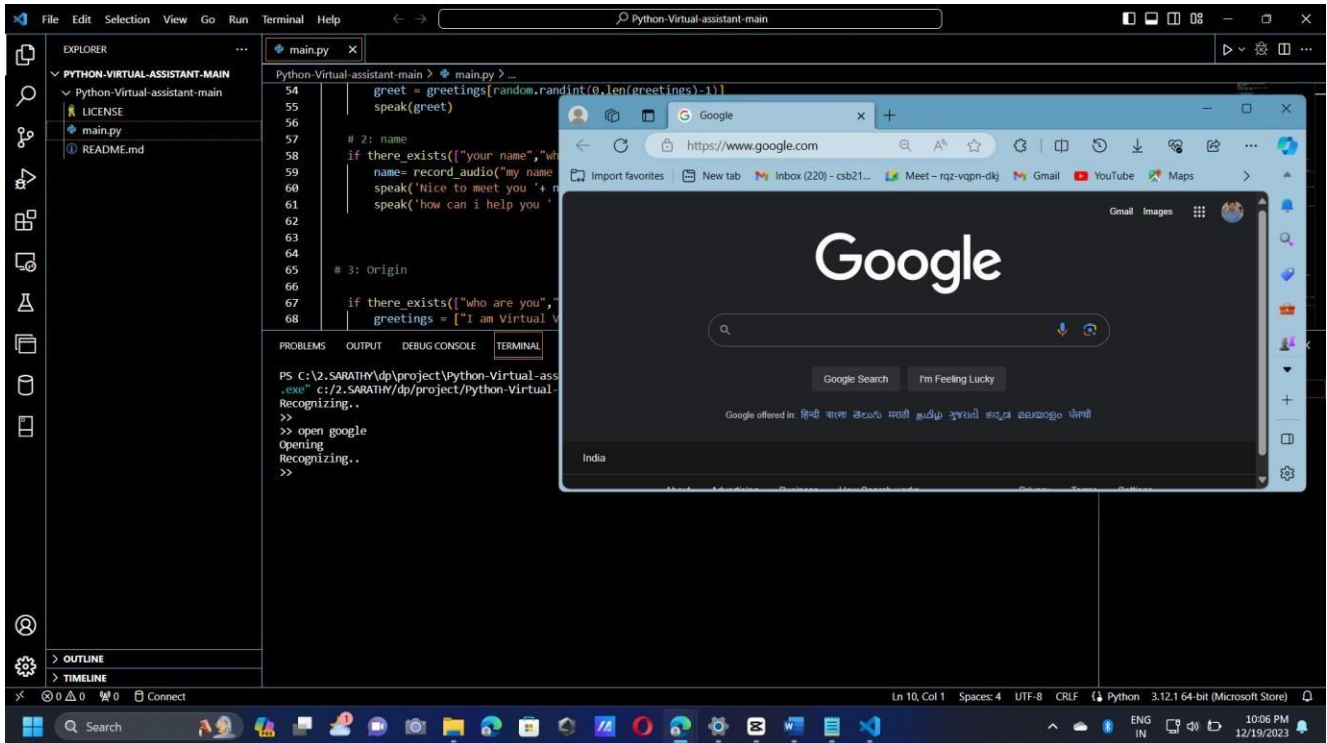 File Edit Selection View Go Run Terminal Help
Python-Virtual-assistant-main
EXPLORER
PYTHON-VIRTUAL-ASSISTANT-MAIN
Python-Virtual-assistant-main
LICENSE
main.py
README.md
main.py
Python-Virtual-assistant-main > main.py > ...
54 greet = greetings[random.randint(0,len(greetings)-1)]
55 speak(greet)
56
57 # 2: name
58 if there_exists(["your name","wh
59 name= record_audio("my name
60 speak('Nice to meet you '+ n
61 speak('how can i help you '
62
63
64
65 # 3: Origin
66
67 if there_exists(["who are you","
68 greetings = ["I am Virtual V
PROBLEMS OUTPUT DEBUG CONSOLE TERMINAL
PS C:\2.SARATHY\dp\project\Python-Virtual-ass
.exe" c:/2.SARATHY/dp/project/Python-Virtual-
Recognizing..
>>
>> open google
Opening
Recognizing..
>>
Google
https://www.google.com
Import favorites New tab Inbox (220) - csb21... Meet – rqz-vqpn-dkj Gmail YouTube Maps
Gmail Images
Google
Google Search I'm Feeling Lucky
Google offered in: हिन्दी বাংলা తెలుగు मराठी தமிழ் ગુજરાતી ಕನ್ನಡ മലയാളം ਪੰਜਾਬੀ
India
OUTLINE
TIMELINE
0 0 0 Connect
Ln 10, Col 1 Spaces: 4 UTF-8 CRLF Python 3.12.1 64-bit (Microsoft Store)
Search
ENG
IN
10:06 PM
12/19/2023